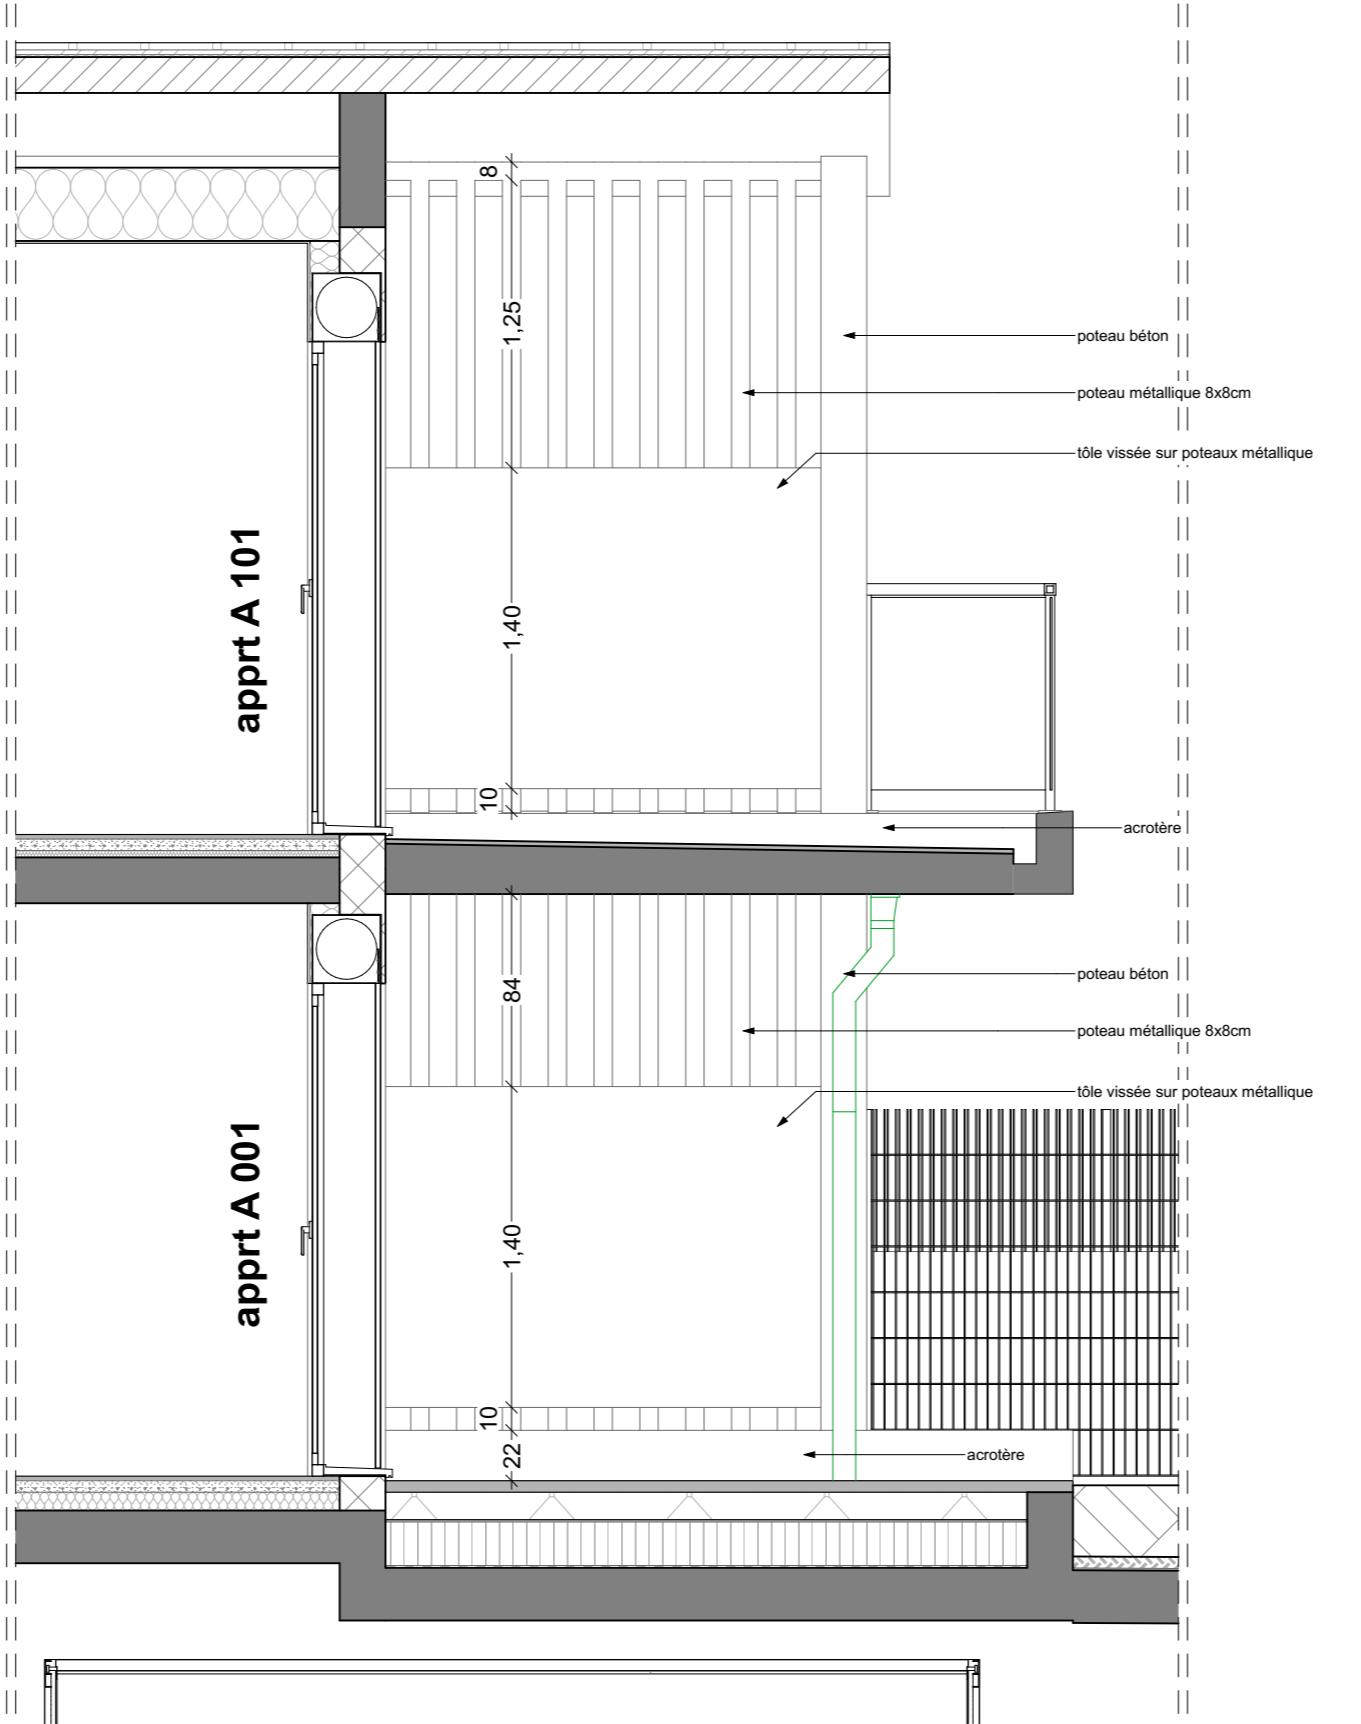 8
1,25
poteau béton
poteau métallique 8x8cm
tôle vissée sur poteaux métallique
apprt A 101
1,40
10
acrotère
84
poteau béton
poteau métallique 8x8cm
tôle vissée sur poteaux métallique
apprt A 001
1,40
10
22
acrotère